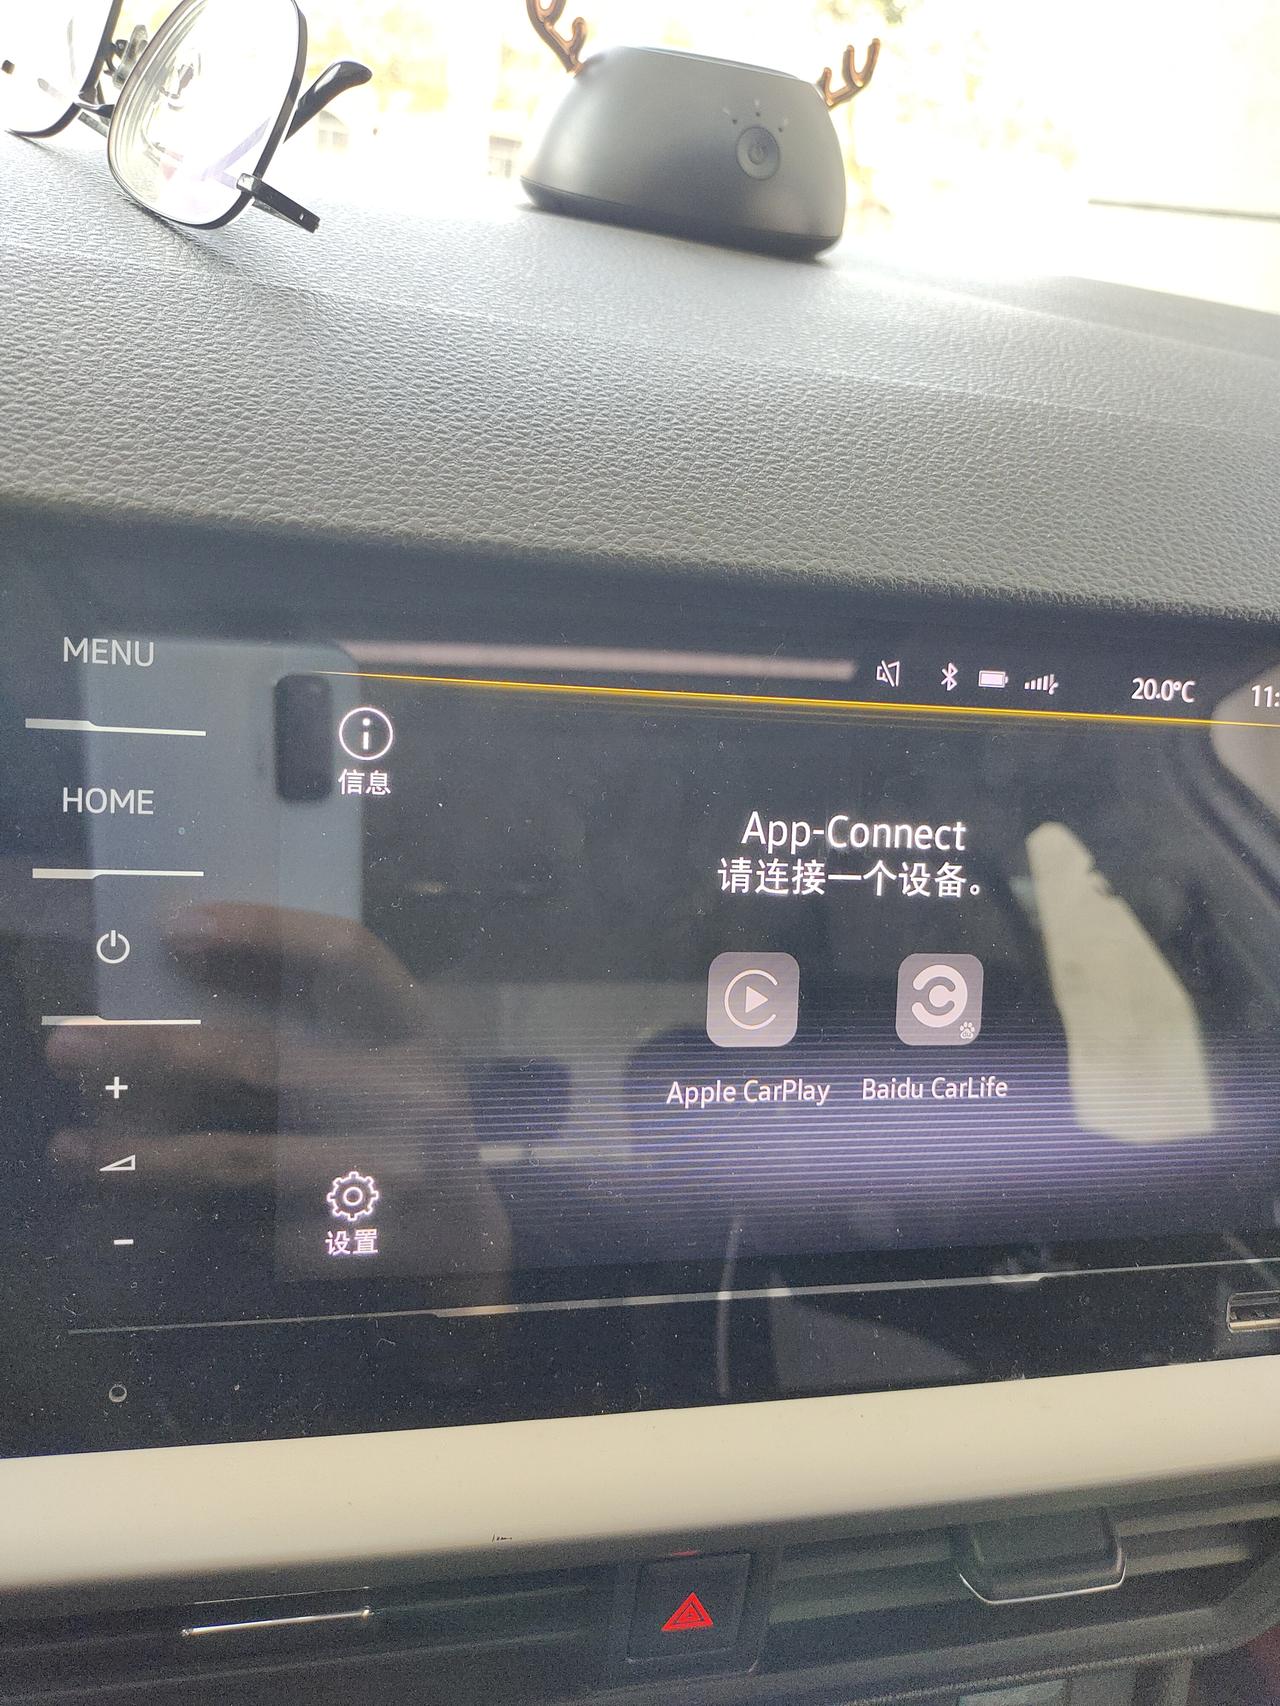 MENU
HOME
20.0°C
11:
信息
App-Connect
请连接一个设备。
Apple CarPlay
Baidu CarLife
设置